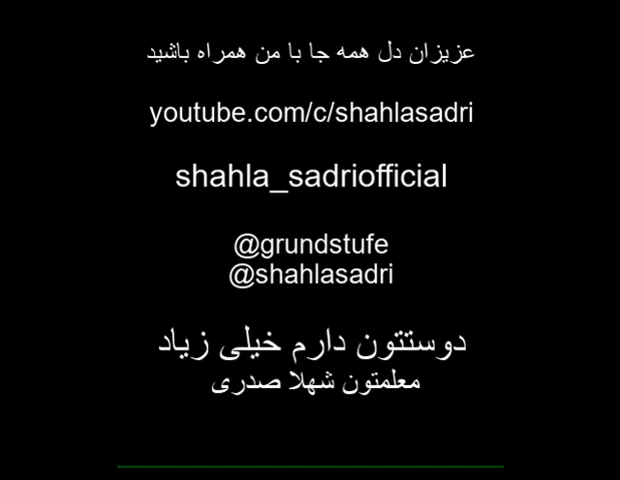 عزیزان دل همه جا با من همراه باشید
youtube.com/c/shahlasadri
shahla_sadriofficial
@grundstufe
@shahlasadri
دوستتون دارم خیلی زیاد
معلمتون شهلا صدری